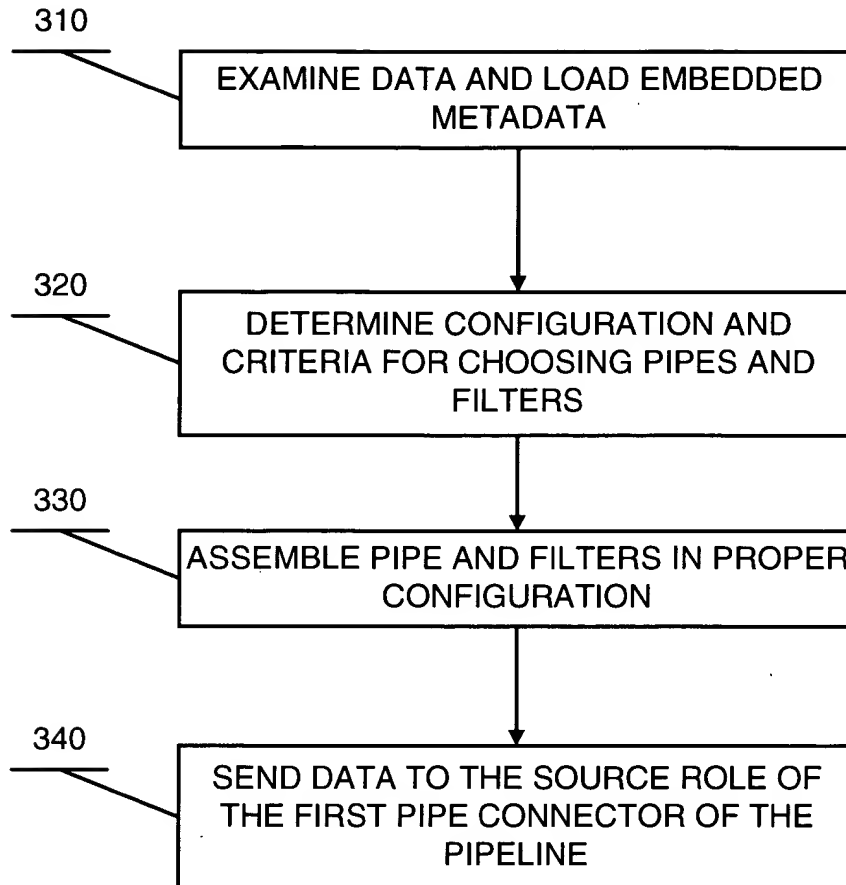 310
EXAMINE DATA AND LOAD EMBEDDED
METADATA
320
DETERMINE CONFIGURATION AND
CRITERIA FOR CHOOSING PIPES AND
FILTERS
330
ASSEMBLE PIPE AND FILTERS IN PROPER
CONFIGURATION
340
SEND DATA TO THE SOURCE ROLE OF
THE FIRST PIPE CONNECTOR OF THE
PIPELINE